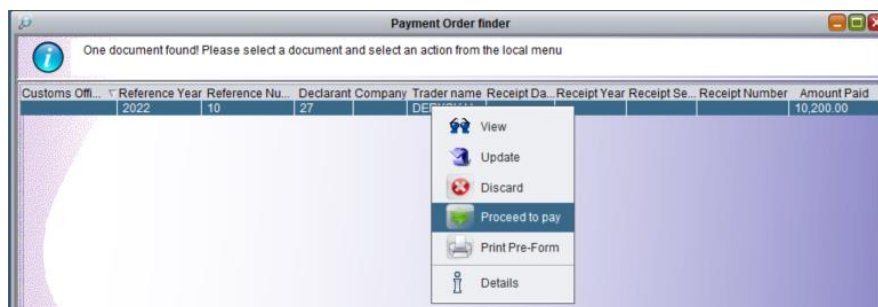 Payment Order finder
One document found! Please select a document and select an action from the local menu
Customs Offi... Reference Year Reference Nu... Declarant Company Trader name Receipt Da... Receipt Year Receipt Se... Receipt Number Amount Paid
2022 10 27 10,200.00
View
Update
Discard
Proceed to pay
Print Pre-Form
Details